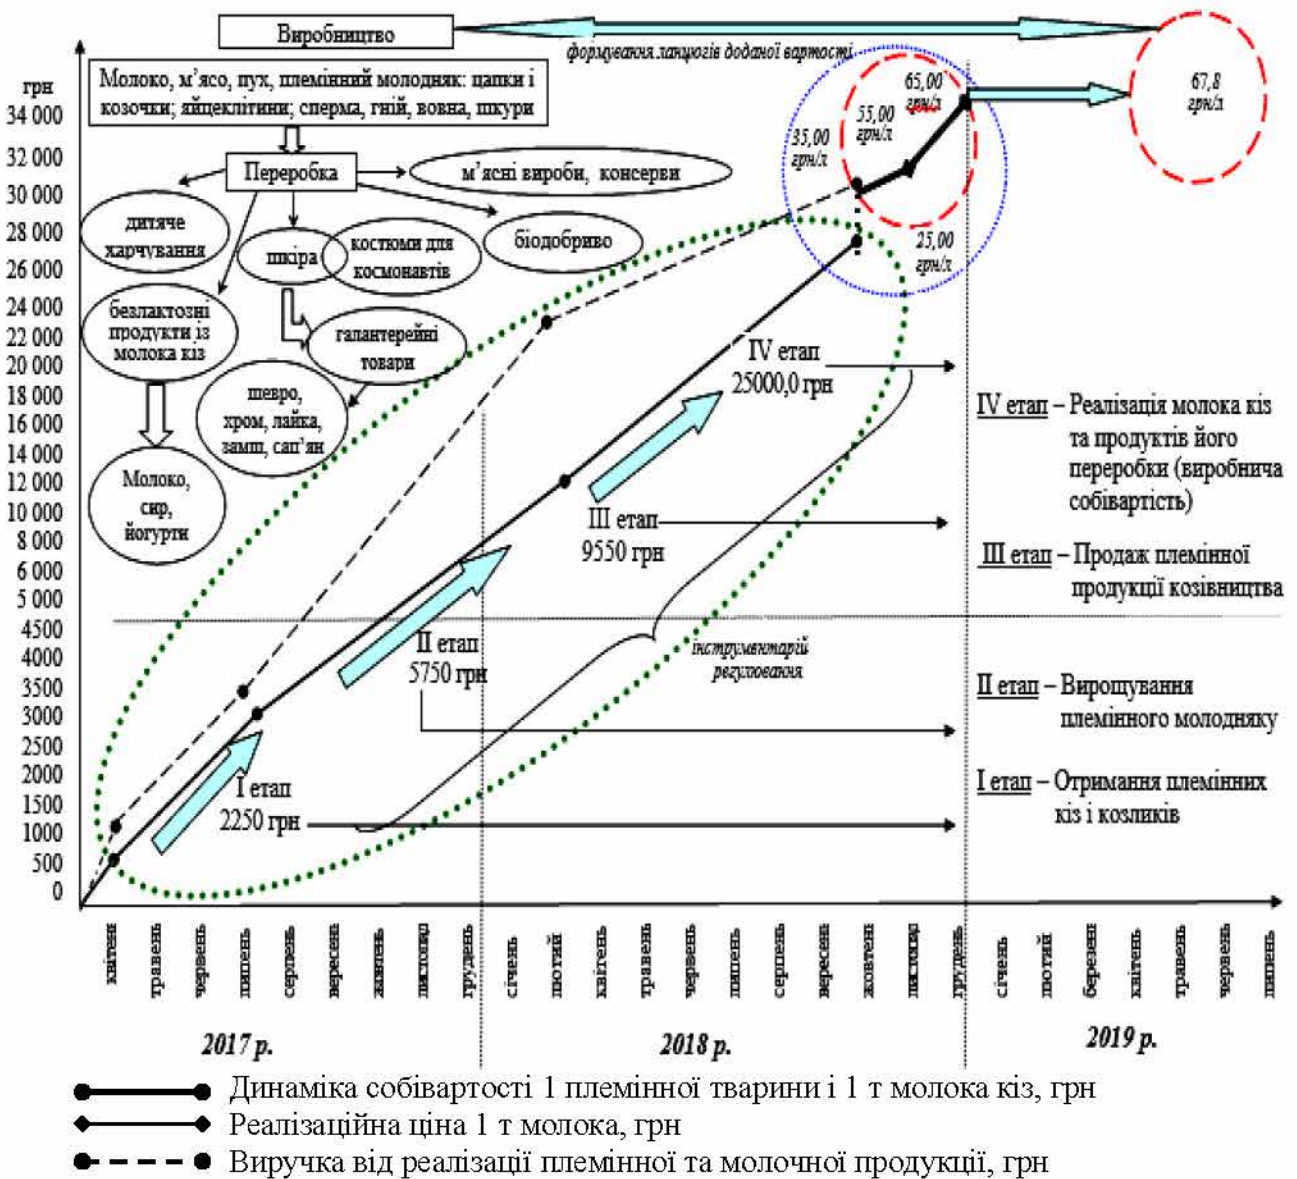 Виробництво
формування ланцюгів доданої вартості
Молоко, м’ясо, пух, племінний молодняк: цапки і
козочки; яйцеклітини; сперма, гній, вовна, шкури
Переробка
м’ясні вироби, консерви
дитяче
харчування
шкіра
костюми для
космонавтів
біодобриво
безлактозні
продукти із
молока кіз
галантерейні
товари
шевро,
хром, лайка,
замш, сап’ян
Молоко,
сир,
йогурти
грн
34 000
32 000
30 000
28 000
26 000
24 000
22 000
20 000
18 000
16 000
14 000
12 000
10 000
8 000
6 000
5 000
4500
4000
3500
3000
2500
2000
1500
1000
500
0
65,00
грн/л
55,00
грн/л
35,00
грн/л
25,00
грн/л
67,8
грн/л
IV етап
25000,0 грн
III етап
9550 грн
II етап
5750 грн
I етап
2250 грн
інструментарій
регулювання
IV етап – Реалізація молока кіз
та продуктів його
переробки (виробнича
собівартість)
III етап – Продаж племінної
продукції козівництва
II етап – Вирощування
племінного молодняку
I етап – Отримання племінних
кіз і козликів
квітень
травень
червень
липень
серпень
вересень
жовтень
листопад
грудень
січень
лютий
квітень
травень
червень
липень
серпень
вересень
жовтень
листопад
грудень
січень
лютий
березень
квітень
травень
червень
липень
2017 р.
2018 р.
2019 р.
Динаміка собівартості 1 племінної тварини і 1 т молока кіз, грн
Реалізаційна ціна 1 т молока, грн
Виручка від реалізації племінної та молочної продукції, грн